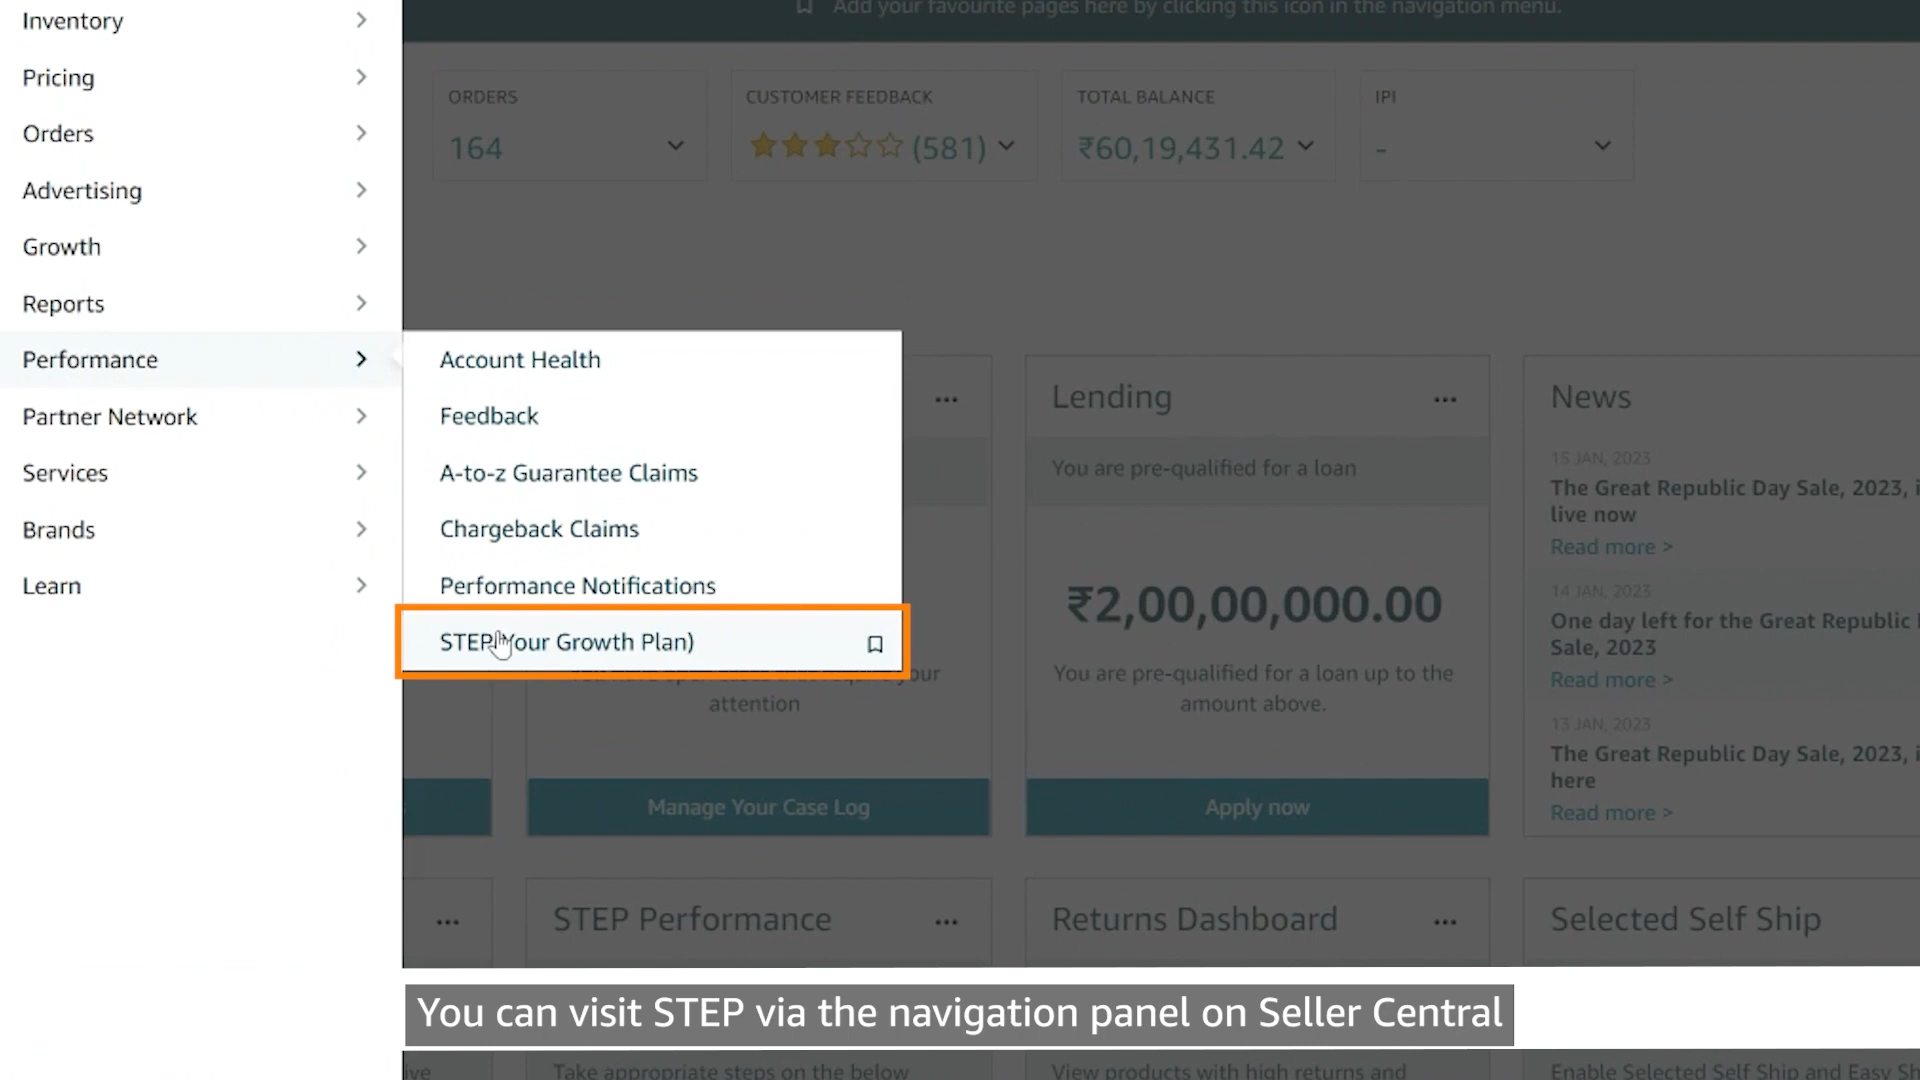 Add your favourite pages here by clicking this icon in the navigation menu.
Inventory
Pricing
Orders
Advertising
Growth
Reports
Performance
Partner Network
Services
Brands
Learn
ORDERS
164
CUSTOMER FEEDBACK
(581)
TOTAL BALANCE
₹60,19,431.42
IPI
-
Account Health
Feedback
A-to-z Guarantee Claims
Chargeback Claims
Performance Notifications
STEP (Your Growth Plan)
attention
Manage Your Case Log
Lending
You are pre-qualified for a loan
₹2,00,00,000.00
You are pre-qualified for a loan up to the
amount above.
Apply now
News
15 JAN, 2023
The Great Republic Day Sale, 2023, i
live now
Read more >
14 JAN, 2023
One day left for the Great Republic
Sale, 2023
Read more >
13 JAN, 2023
The Great Republic Day Sale, 2023, i
here
Read more >
STEP Performance
Returns Dashboard
Selected Self Ship
You can visit STEP via the navigation panel on Seller Central
ive
Take appropriate steps on the below
View products with high returns and
Enable Selected Self Ship and Easy Sh